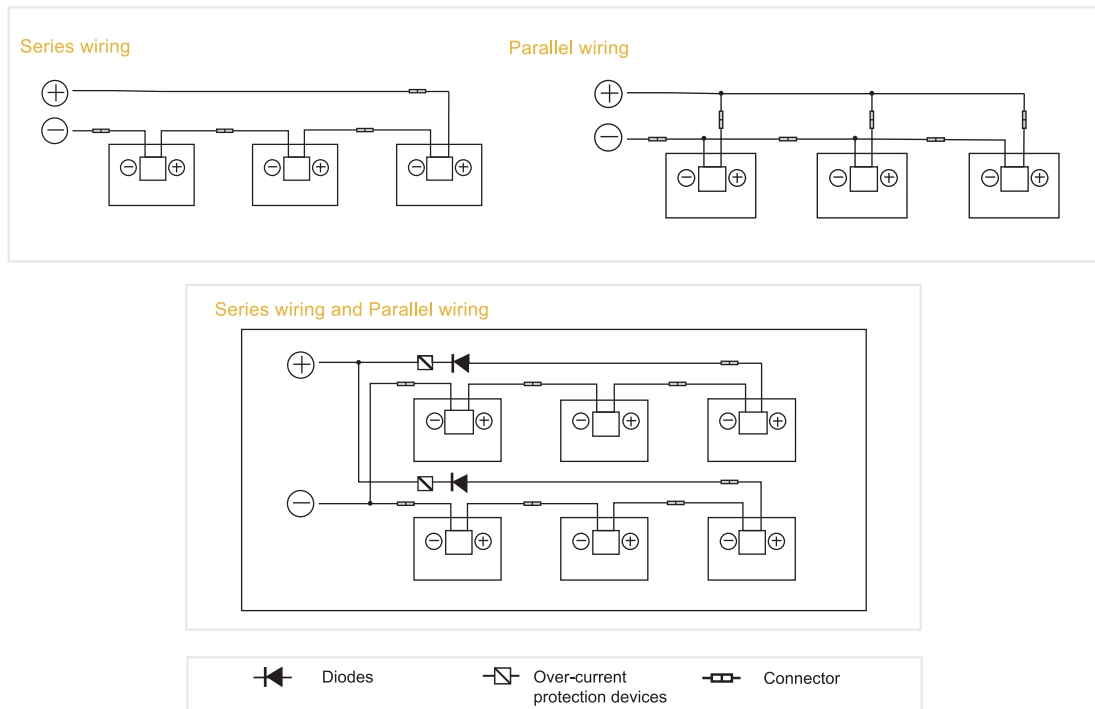 Series wiring
Parallel wiring
Series wiring and Parallel wiring
Diodes
Over-current
protection devices
Connector